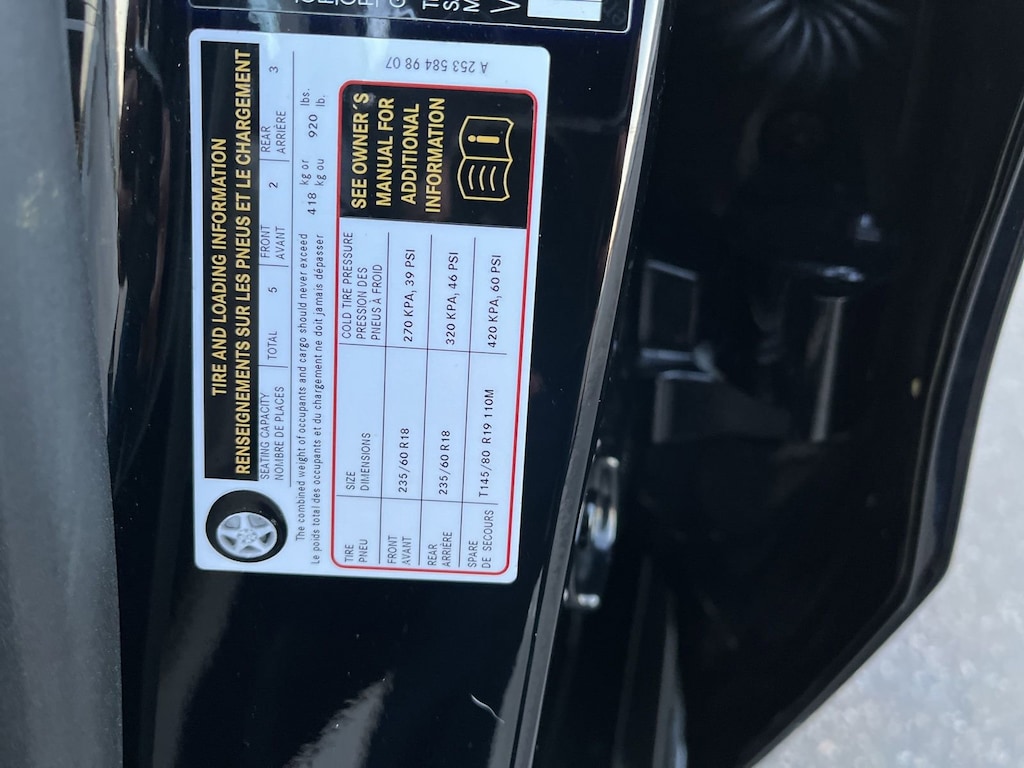 TIRE AND LOADING INFORMATION
RENSEIGNEMENTS SUR LES PNEUS ET LE CHARGEMENT
SEATING CAPACITY TOTAL 5 FRONT 2 REAR 3
NOMBRE DE PLACES AVANT ARRIÈRE
The combined weight of occupants and cargo should never exceed 418 kg or 920 lbs.
Le poids total des occupants et du chargement ne doit jamais dépasser kg ou lb.
TIRE SIZE COLD TIRE PRESSURE
PNEU DIMENSIONS PRESSION DES
PNEUS À FROID
FRONT 235/60 R18 270 KPA, 39 PSI
AVANT
REAR 235/60 R18 320 KPA, 46 PSI
ARRIÈRE
SPARE T145/80 R19 110M 420 KPA, 60 PSI
DE SECOURS
SEE OWNER'S
MANUAL FOR
ADDITIONAL
INFORMATION
i
A 253 584 98 07